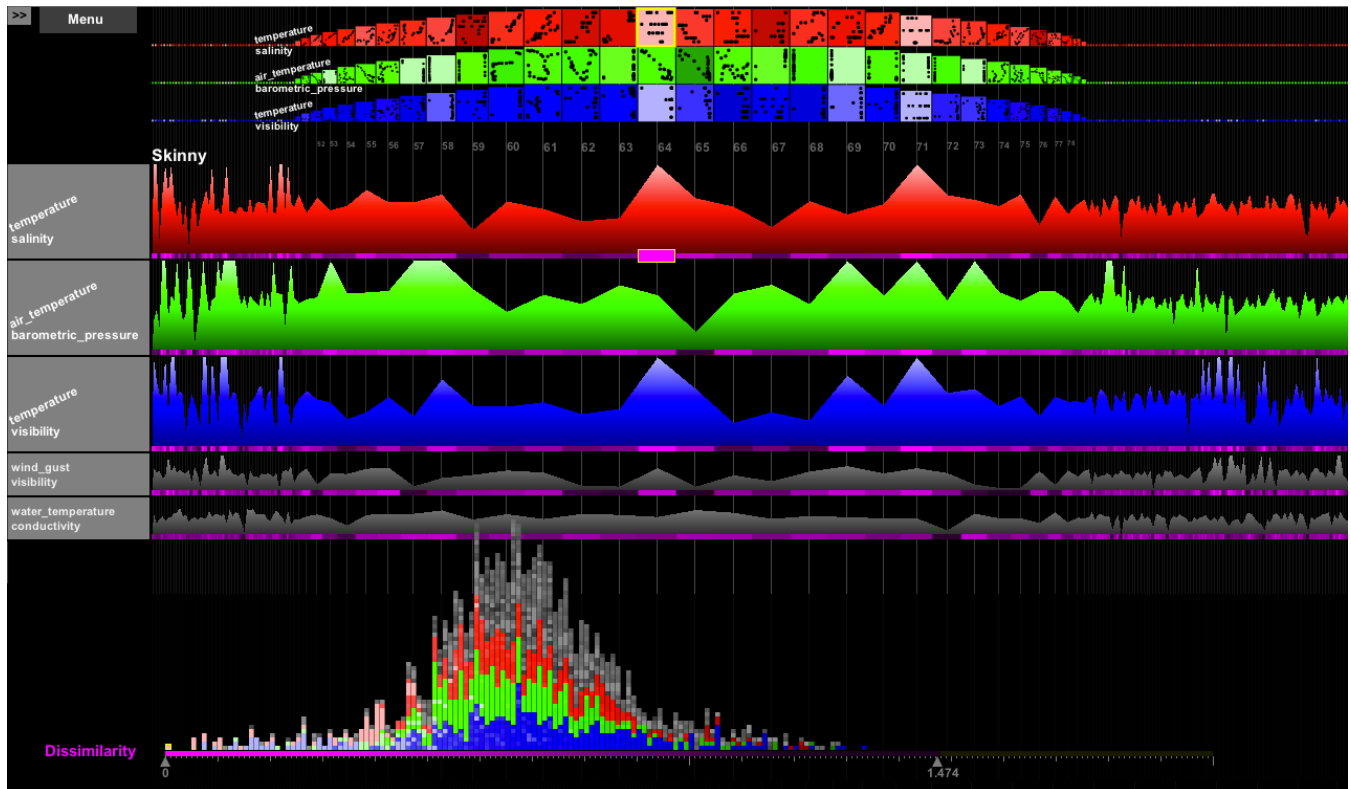 >> Menu
temperature
salinity
air_temperature
barometric_pressure
temperature
visibility
52 53 54 55 56 57 58 59 60 61 62 63 64 65 66 67 68 69 70 71 72 73 74 75 76 77 78
Skinny
temperature
salinity
air_temperature
barometric_pressure
temperature
visibility
wind_gust
visibility
water_temperature
conductivity
Dissimilarity
0 1.474